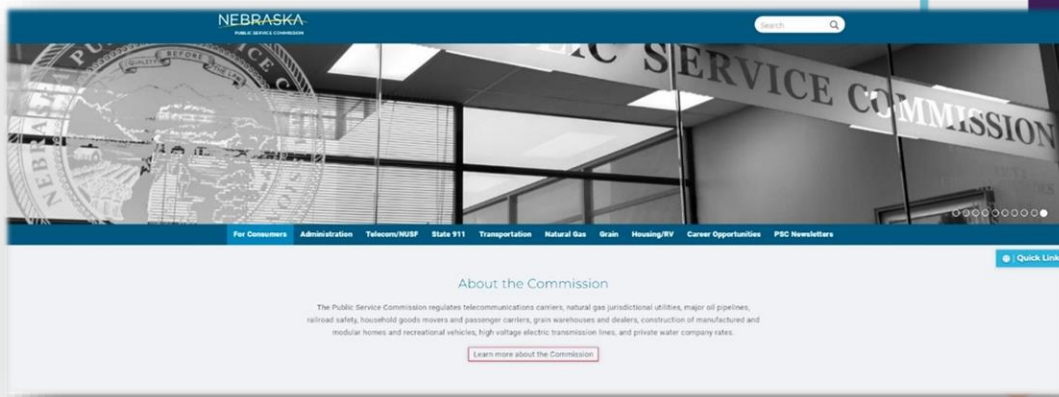 NEBRASKA
PUBLIC SERVICE COMMISSION
Search
BEFORE THE LAW
SERVICE COMMISSION
For Consumers Administration Telecom/NUSF State 911 Transportation Natural Gas Grain Housing/RV Career Opportunities PSC Newsletters
Quick Link
About the Commission
The Public Service Commission regulates telecommunications carriers, natural gas jurisdictional utilities, major oil pipelines,
railroad safety, household goods movers and passenger carriers, grain warehouses and dealers, construction of manufactured and
modular homes and recreational vehicles, high voltage electric transmission lines, and private water company rates.
Learn more about the Commission